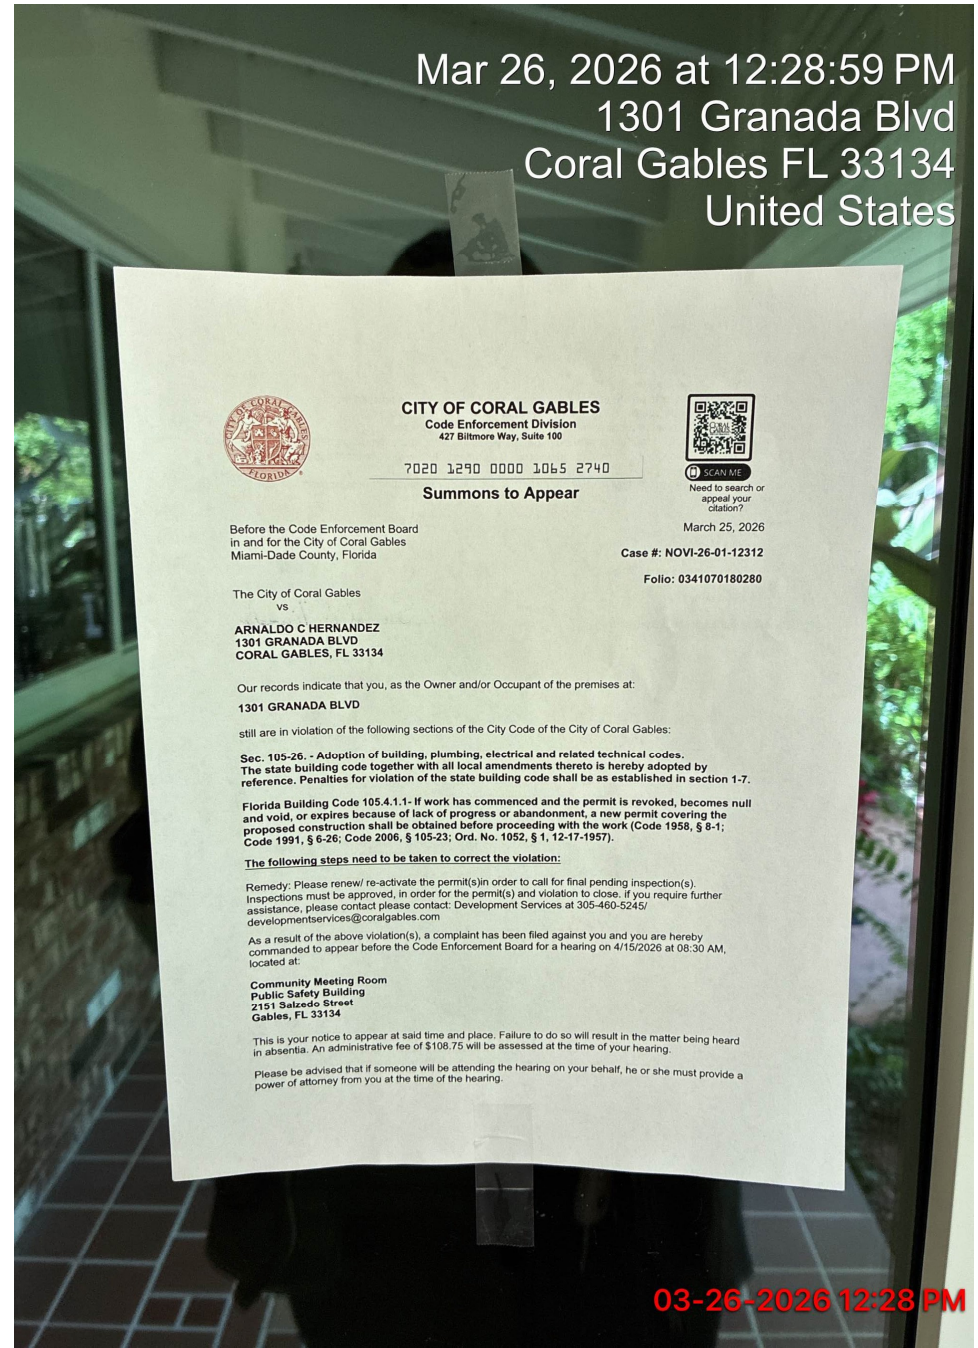 Mar 26, 2026 at 12:28:59 PM
1301 Granada Blvd
Coral Gables FL 33134
United States
CITY OF CORAL GABLES
FLORIDA
CITY OF CORAL GABLES
Code Enforcement Division
427 Biltmore Way, Suite 100
7020 1290 0000 1065 2740
Summons to Appear
CORAL GABLES
SCAN ME
Need to search or
appeal your
citation?
March 25, 2026
Before the Code Enforcement Board
in and for the City of Coral Gables
Miami-Dade County, Florida
Case #: NOVI-26-01-12312
Folio: 0341070180280
The City of Coral Gables
vs
ARNALDO C HERNANDEZ
1301 GRANADA BLVD
CORAL GABLES, FL 33134
Our records indicate that you, as the Owner and/or Occupant of the premises at:
1301 GRANADA BLVD
still are in violation of the following sections of the City Code of the City of Coral Gables:
Sec. 105-26. - Adoption of building, plumbing, electrical and related technical codes.
The state building code together with all local amendments thereto is hereby adopted by
reference. Penalties for violation of the state building code shall be as established in section 1-7.
Florida Building Code 105.4.1.1- If work has commenced and the permit is revoked, becomes null
and void, or expires because of lack of progress or abandonment, a new permit covering the
proposed construction shall be obtained before proceeding with the work (Code 1958, § 8-1;
Code 1991, § 6-26; Code 2006, § 105-23; Ord. No. 1052, § 1, 12-17-1957).
The following steps need to be taken to correct the violation:
Remedy: Please renew/ re-activate the permit(s)in order to call for final pending inspection(s).
Inspections must be approved, in order for the permit(s) and violation to close. if you require further
assistance, please contact please contact: Development Services at 305-460-5245/
developmentservices@coralgables.com
As a result of the above violation(s), a complaint has been filed against you and you are hereby
commanded to appear before the Code Enforcement Board for a hearing on 4/15/2026 at 08:30 AM,
located at:
Community Meeting Room
Public Safety Building
2151 Salzedo Street
Gables, FL 33134
This is your notice to appear at said time and place. Failure to do so will result in the matter being heard
in absentia. An administrative fee of $108.75 will be assessed at the time of your hearing.
Please be advised that if someone will be attending the hearing on your behalf, he or she must provide a
power of attorney from you at the time of the hearing.
03-26-2026 12:28 PM